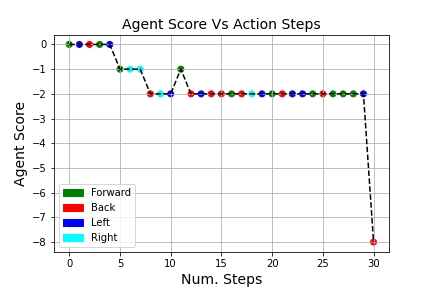 Agent Score Vs Action Steps
Agent Score
0
−1
−2
−3
−4
−5
−6
−7
−8
Forward
Back
Left
Right
0 5 10 15 20 25 30
Num. Steps